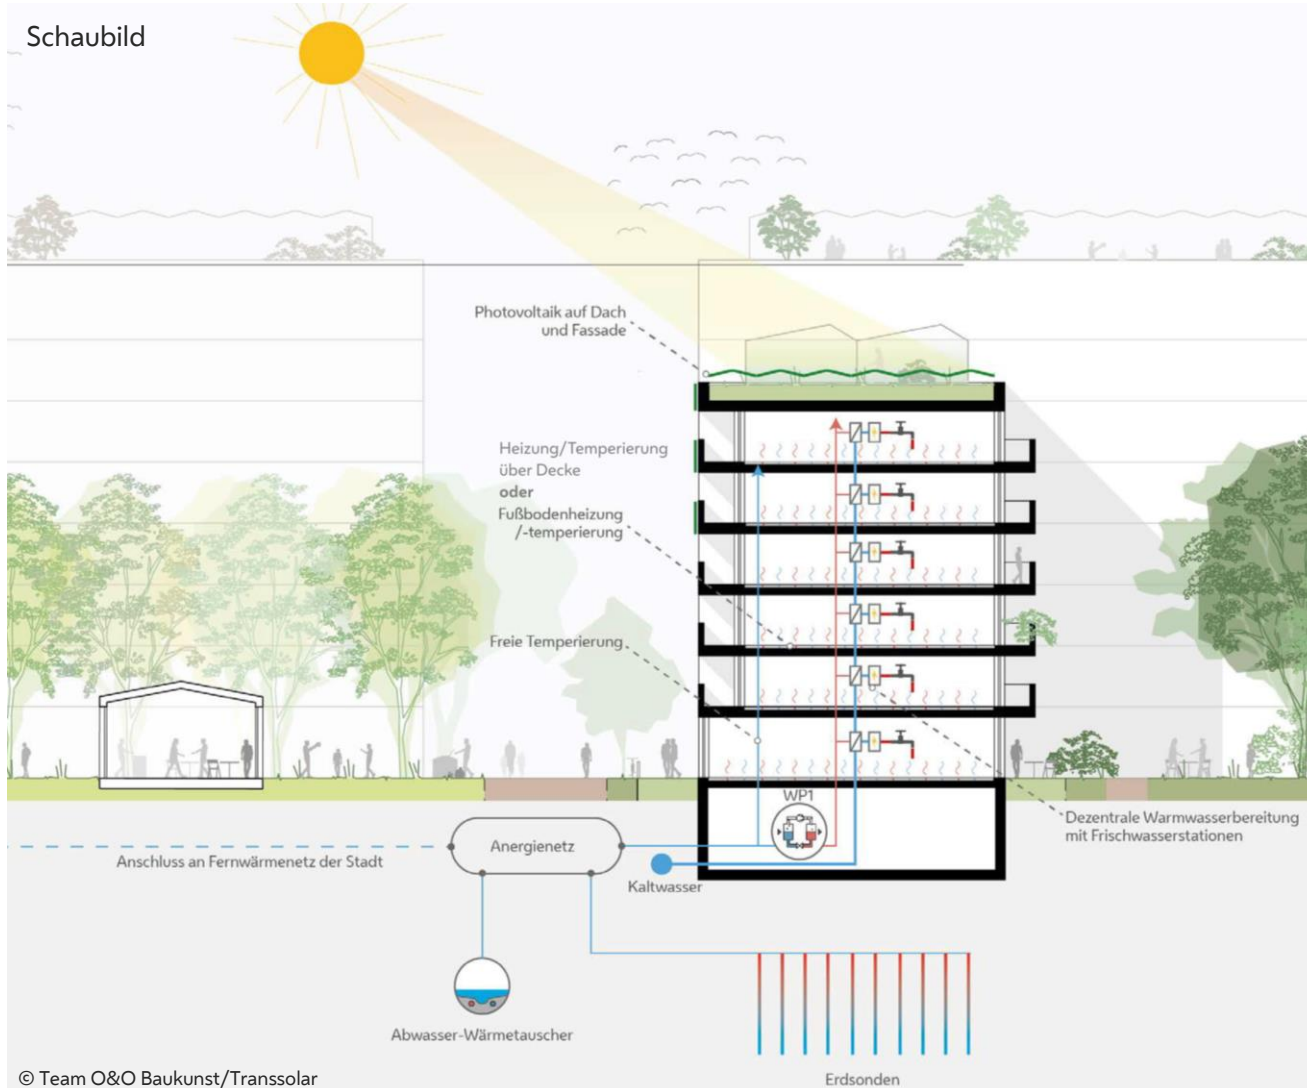 Schaubild
Photovoltaik auf Dach
und Fassade
Heizung/Temperierung
über Decke
oder
Fußbodenheizung
/-temperierung
Freie Temperierung
WP1
Dezentrale Warmwasserbereitung
mit Frischwasserstationen
Anergienetz
Anschluss an Fernwärmenetz der Stadt
Kaltwasser
Abwasser-Wärmetauscher
Erdsonden
© Team O&O Baukunst/Transsolar